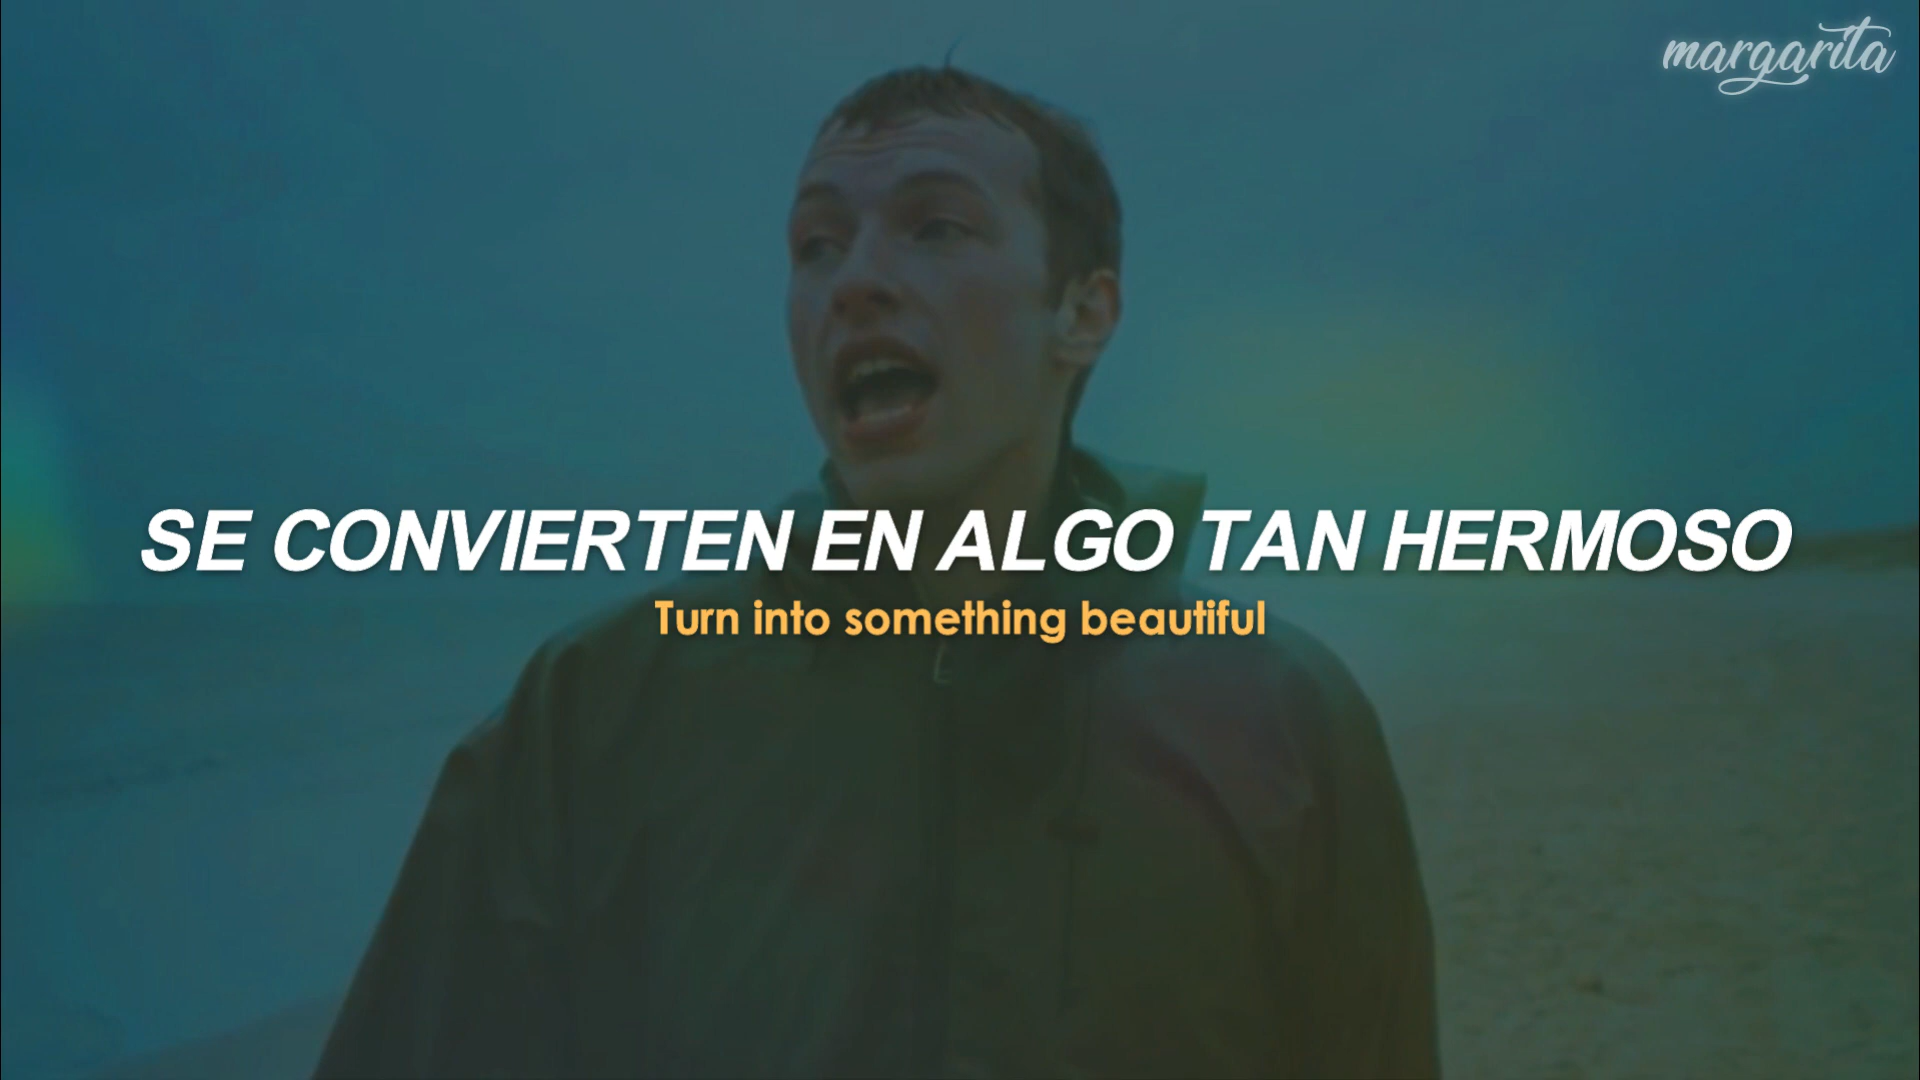 margarita
SE CONVIERTEN EN ALGO TAN HERMOSO
Turn into something beautiful